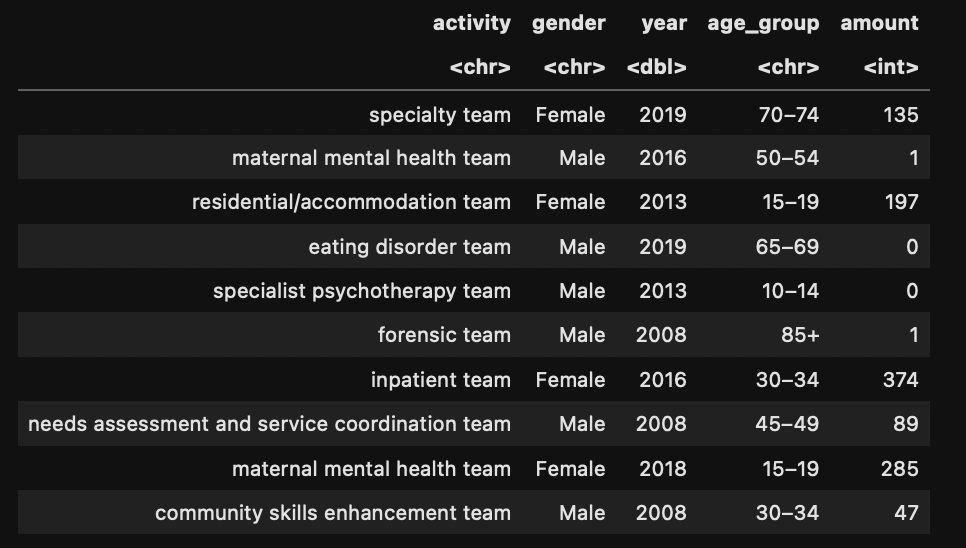 activity gender year age_group amount
<chr> <chr> <dbl> <chr> <int>
specialty team Female 2019 70–74 135
maternal mental health team Male 2016 50–54 1
residential/accommodation team Female 2013 15–19 197
eating disorder team Male 2019 65–69 0
specialist psychotherapy team Male 2013 10–14 0
forensic team Male 2008 85+ 1
inpatient team Female 2016 30–34 374
needs assessment and service coordination team Male 2008 45–49 89
maternal mental health team Female 2018 15–19 285
community skills enhancement team Male 2008 30–34 47